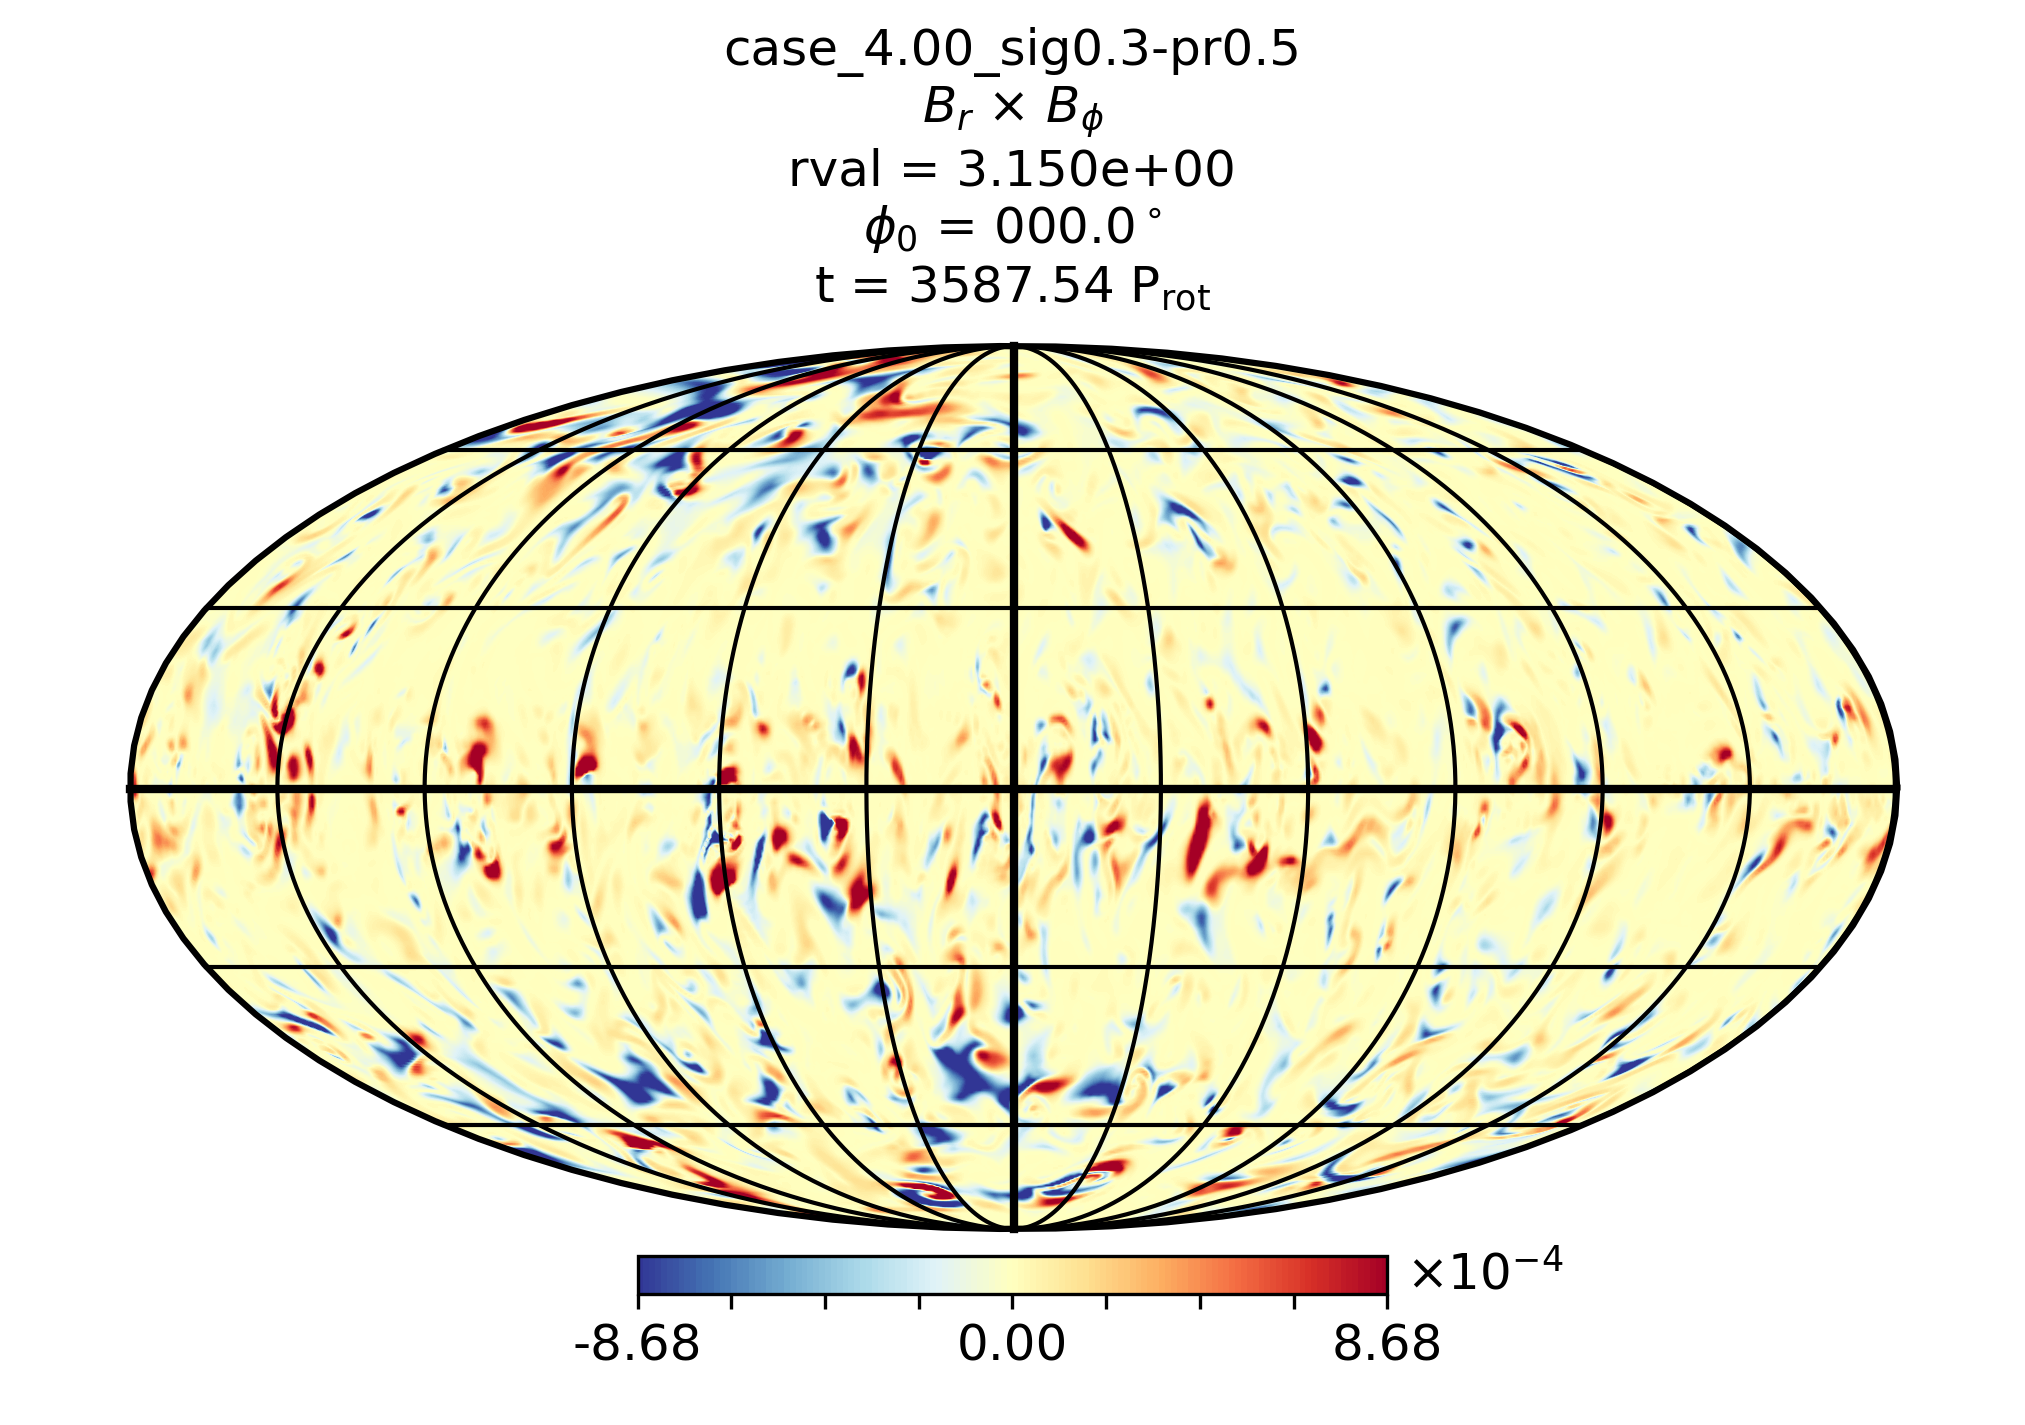 case_4.00_sig0.3-pr0.5
B_r × B_ϕ
rval = 3.150e+00
ϕ_0 = 000.0°
t = 3587.54 P_rot
×10^−4
-8.68 0.00 8.68